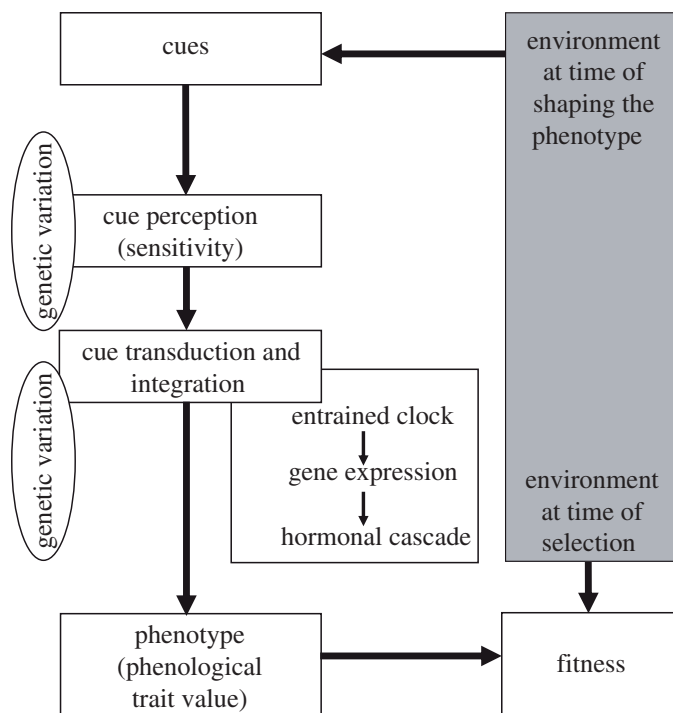 cues
environment
at time of
shaping the
phenotype
genetic variation
cue perception
(sensitivity)
cue transduction and
integration
genetic variation
entrained clock
gene expression
hormonal cascade
environment
at time of
selection
phenotype
(phenological
trait value)
fitness